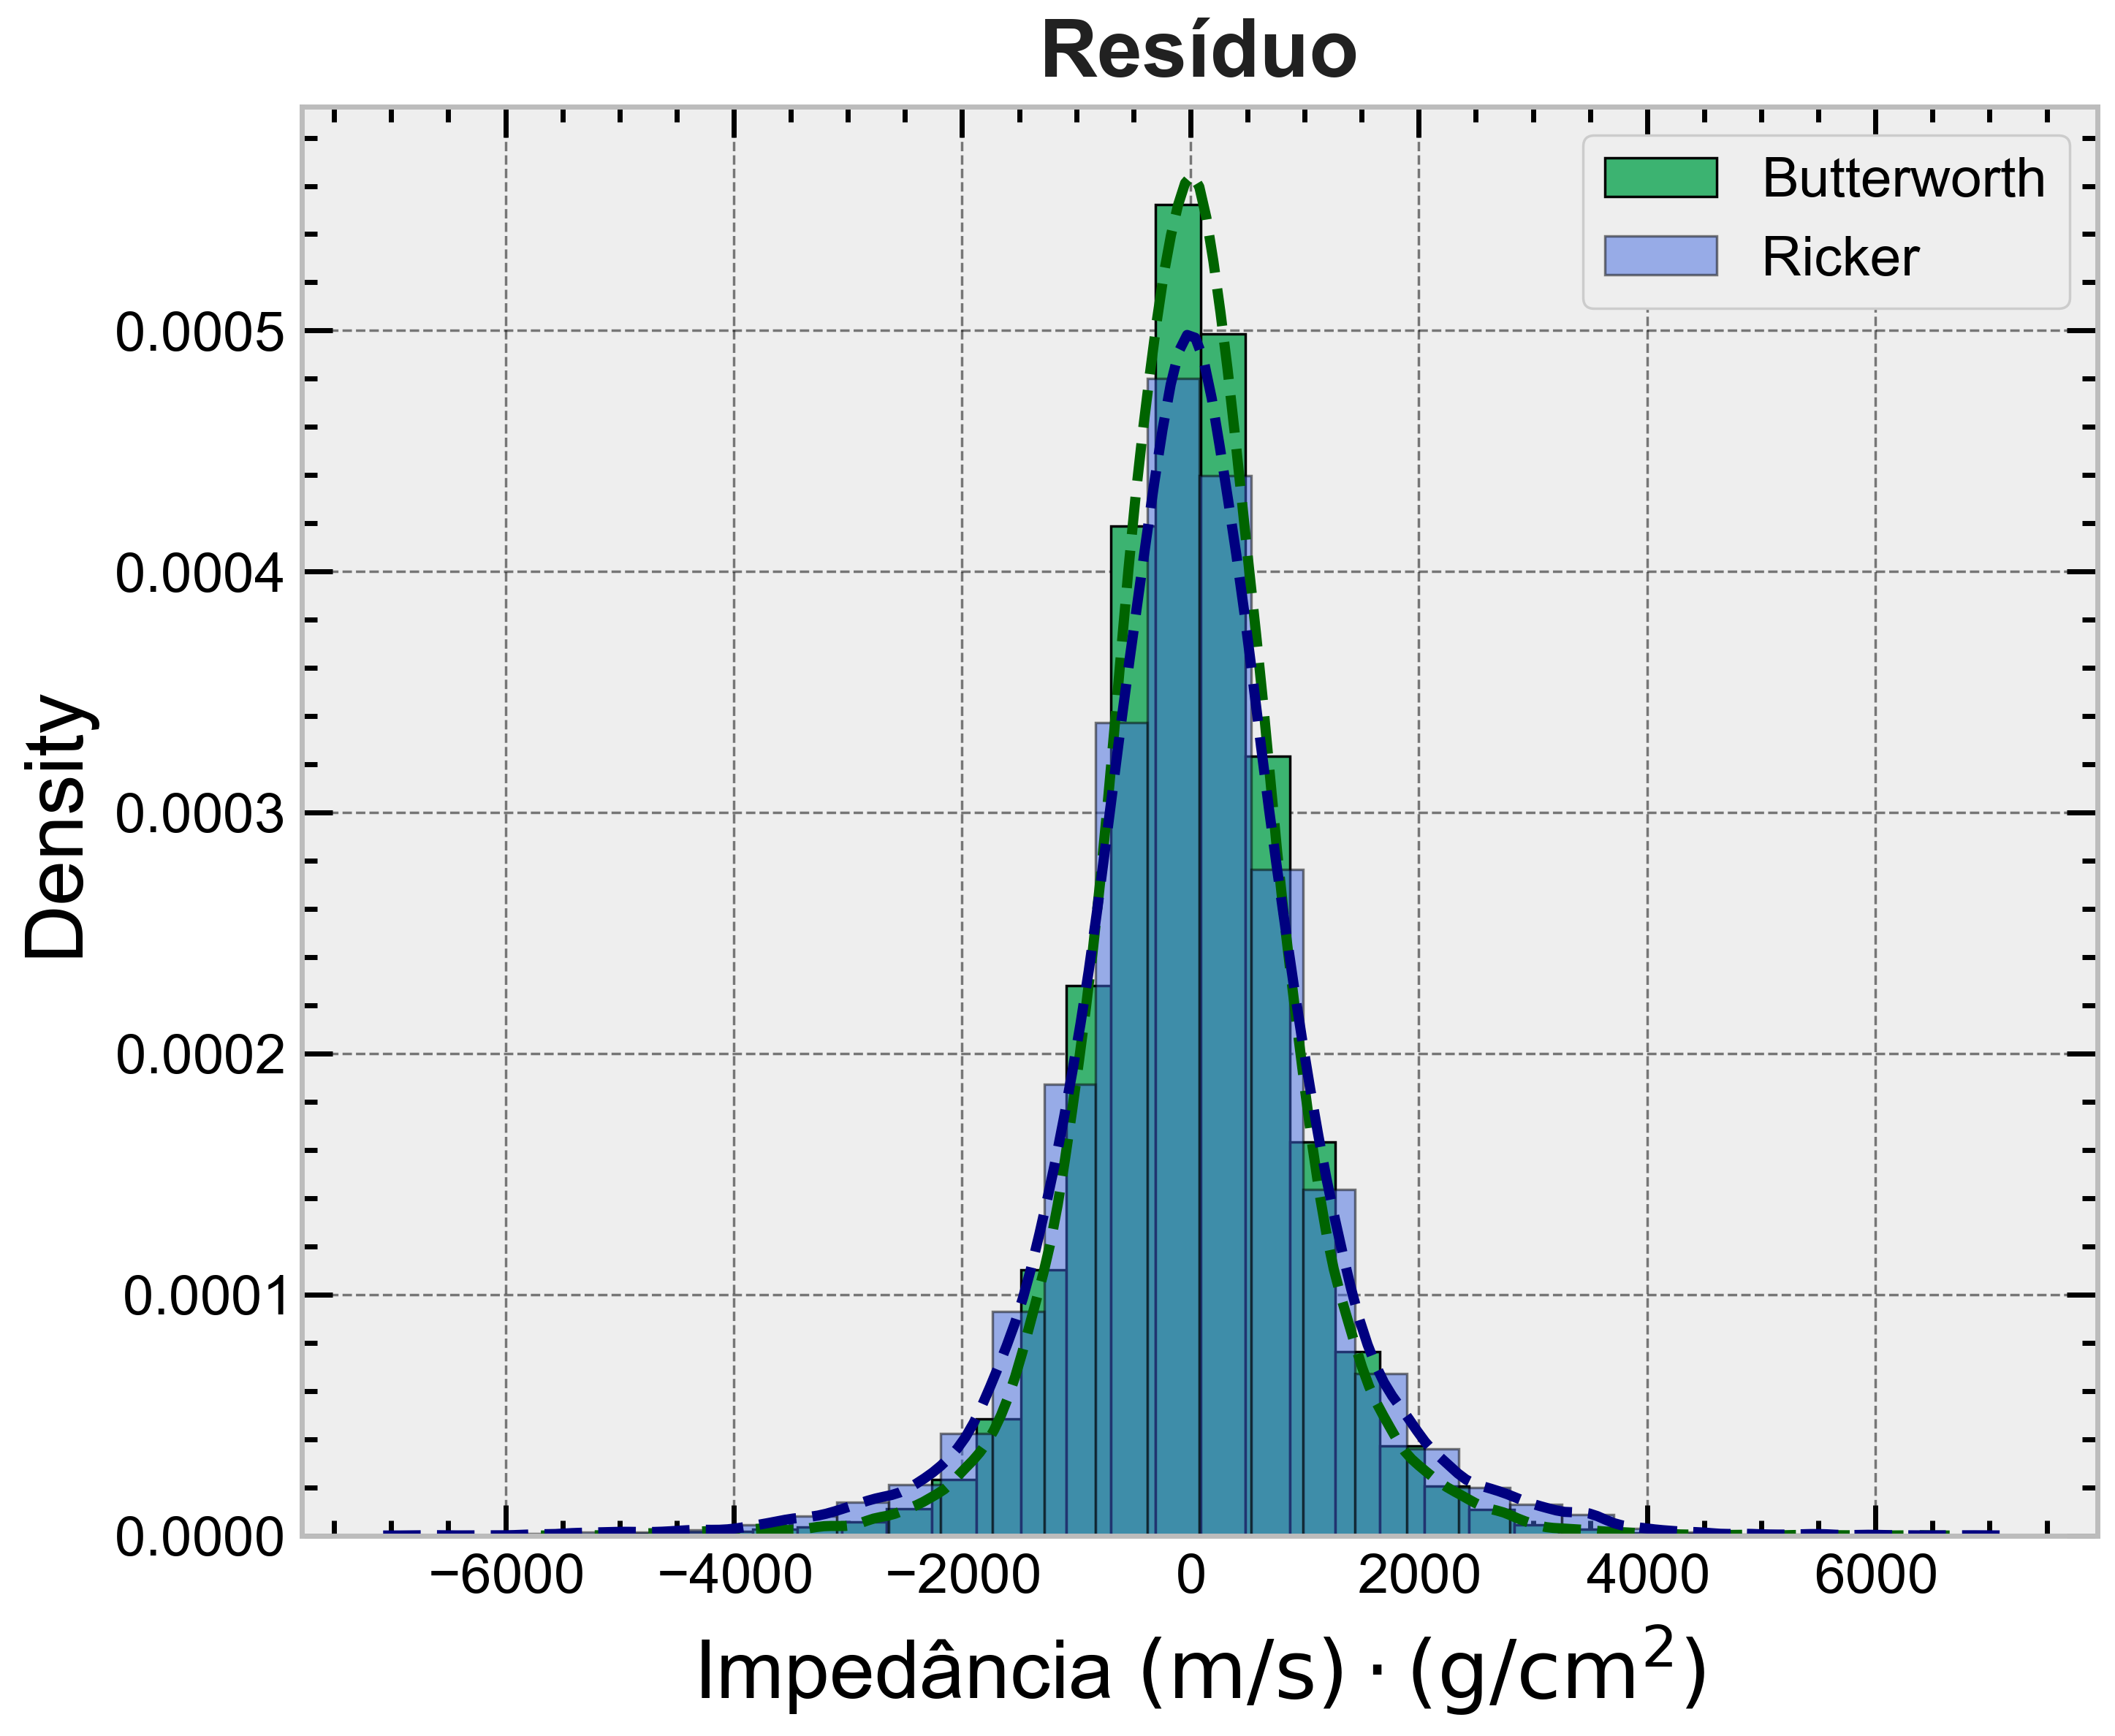 Resíduo
Butterworth
Ricker
Density
0.0005
0.0004
0.0003
0.0002
0.0001
0.0000
−6000 −4000 −2000 0 2000 4000 6000
Impedância (m/s) · (g/cm²)